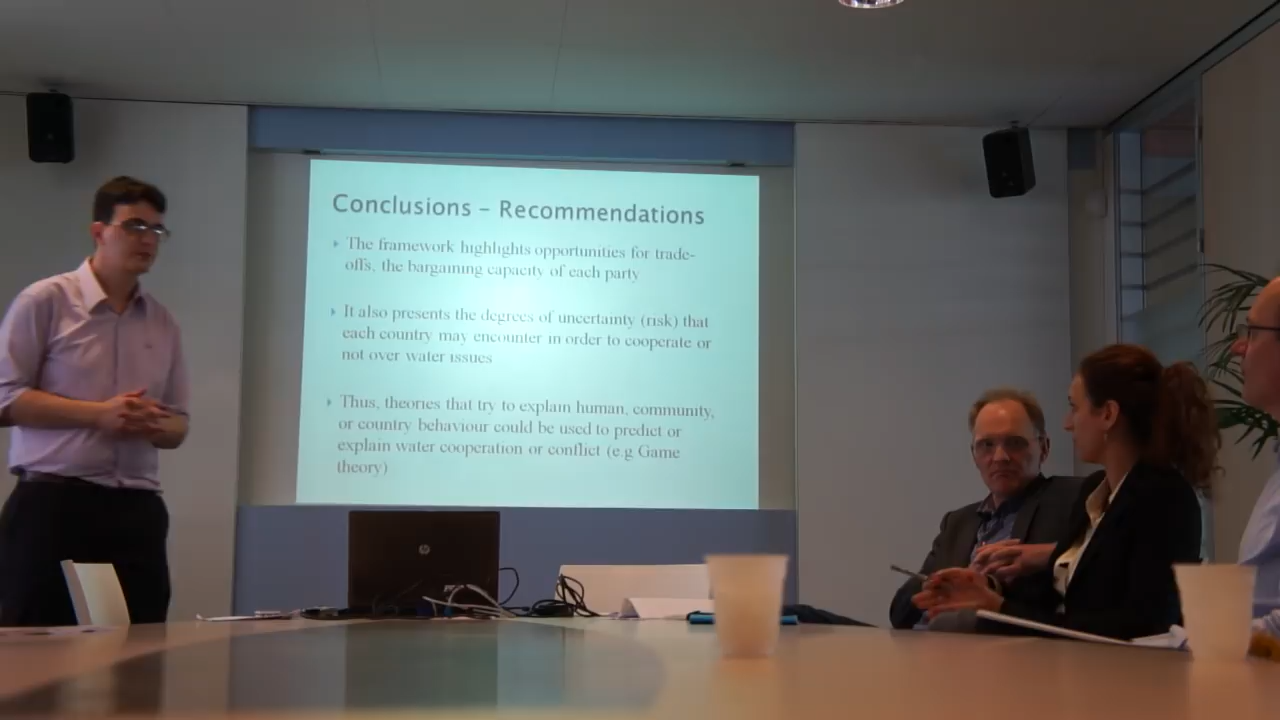 Conclusions – Recommendations
The framework highlights opportunities for trade-
offs, the bargaining capacity of each party
It also presents the degrees of uncertainty (risk) that
each country may encounter in order to cooperate or
not over water issues
Thus, theories that try to explain human, community,
or country behaviour could be used to predict or
explain water cooperation or conflict (e.g Game
theory)
hp